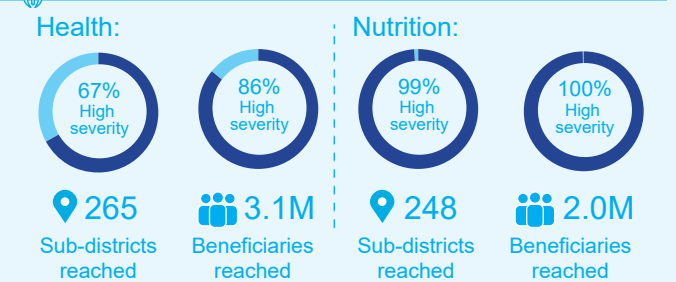 Health:
67%
High
severity
86%
High
severity
265
Sub-districts
reached
3.1M
Beneficiaries
reached
Nutrition:
99%
High
severity
100%
High
severity
248
Sub-districts
reached
2.0M
Beneficiaries
reached